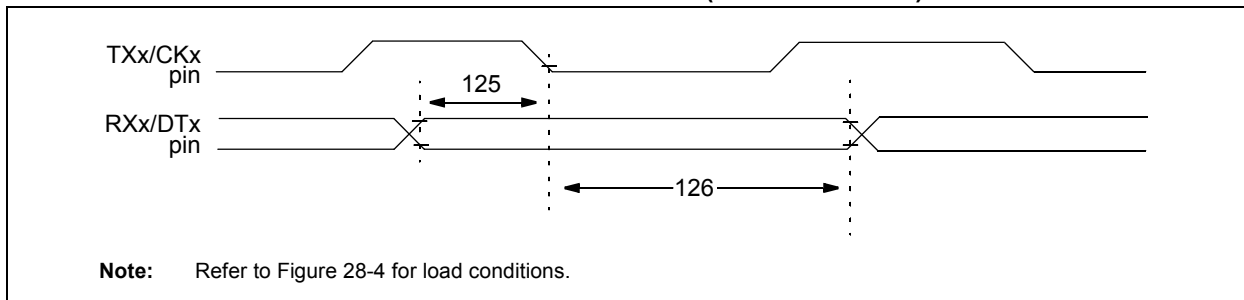 TXx/CKx
pin
125
RXx/DTx
pin
126
Note: Refer to Figure 28-4 for load conditions.